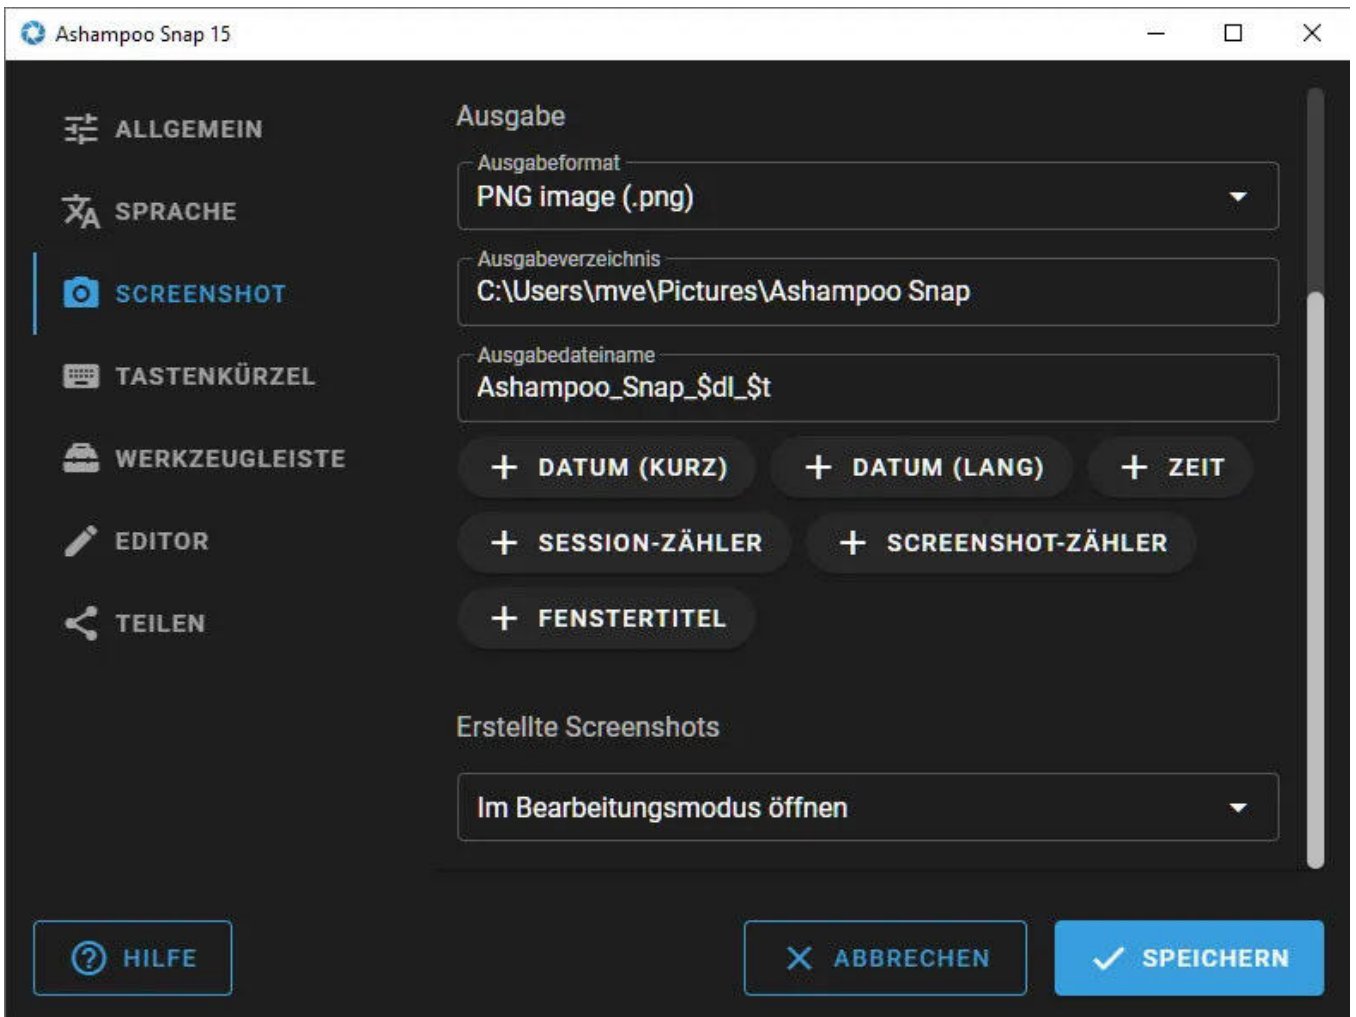 Ashampoo Snap 15
ALLGEMEIN
SPRACHE
SCREENSHOT
TASTENKÜRZEL
WERKZEUGLEISTE
EDITOR
TEILEN
Ausgabe
Ausgabeformat
PNG image (.png)
Ausgabeverzeichnis
C:\Users\mve\Pictures\Ashampoo Snap
Ausgabedateiname
Ashampoo_Snap_$dl_$t
+ DATUM (KURZ) + DATUM (LANG) + ZEIT
+ SESSION-ZÄHLER + SCREENSHOT-ZÄHLER
+ FENSTERTITEL
Erstellte Screenshots
Im Bearbeitungsmodus öffnen
HILFE ABBRECHEN SPEICHERN